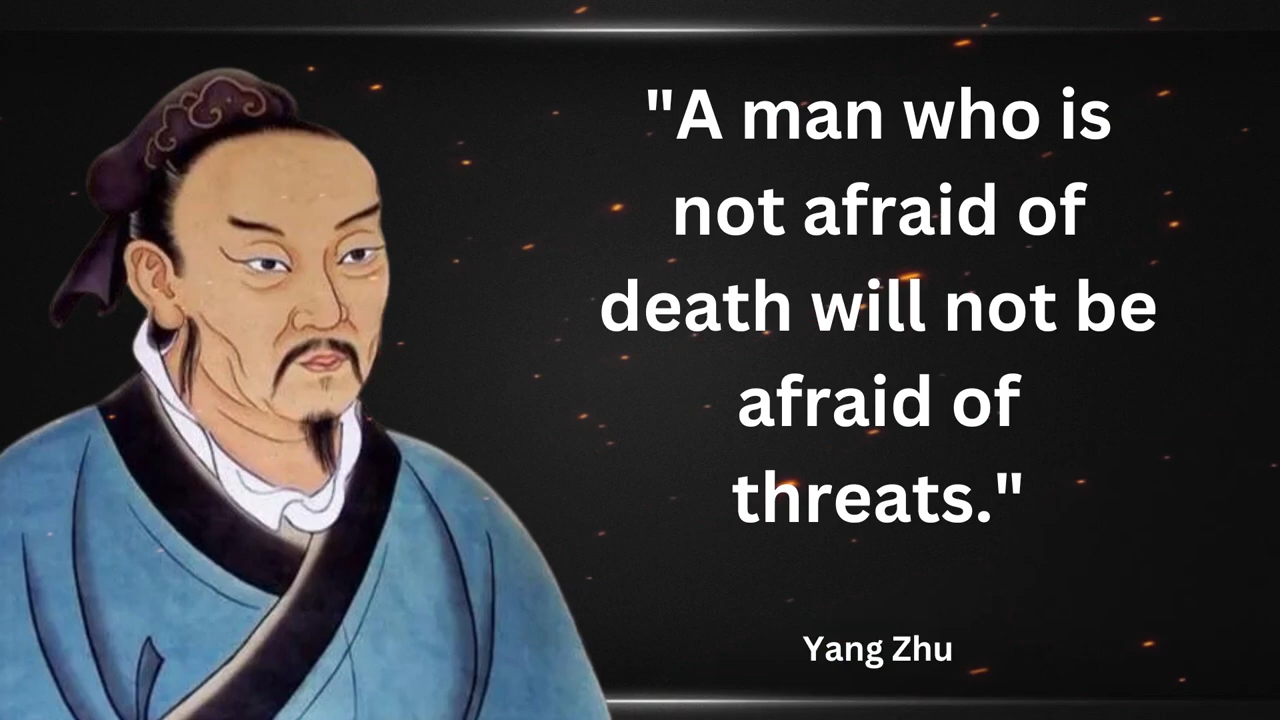 "A man who is
not afraid of
death will not be
afraid of
threats."
Yang Zhu